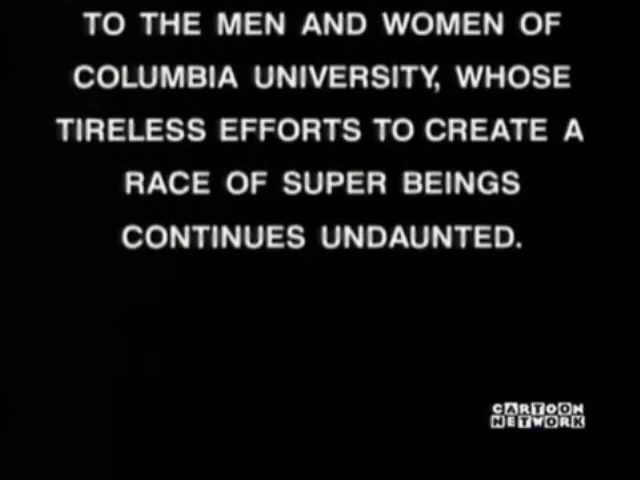 TO THE MEN AND WOMEN OF
COLUMBIA UNIVERSITY, WHOSE
TIRELESS EFFORTS TO CREATE A
RACE OF SUPER BEINGS
CONTINUES UNDAUNTED.
CARTOON
NETWORK